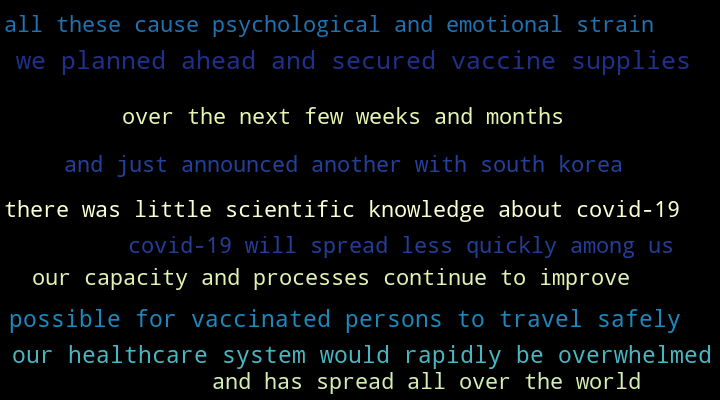 all these cause psychological and emotional strain
we planned ahead and secured vaccine supplies
over the next few weeks and months
and just announced another with south korea
there was little scientific knowledge about covid-19
covid-19 will spread less quickly among us
our capacity and processes continue to improve
possible for vaccinated persons to travel safely
our healthcare system would rapidly be overwhelmed
and has spread all over the world